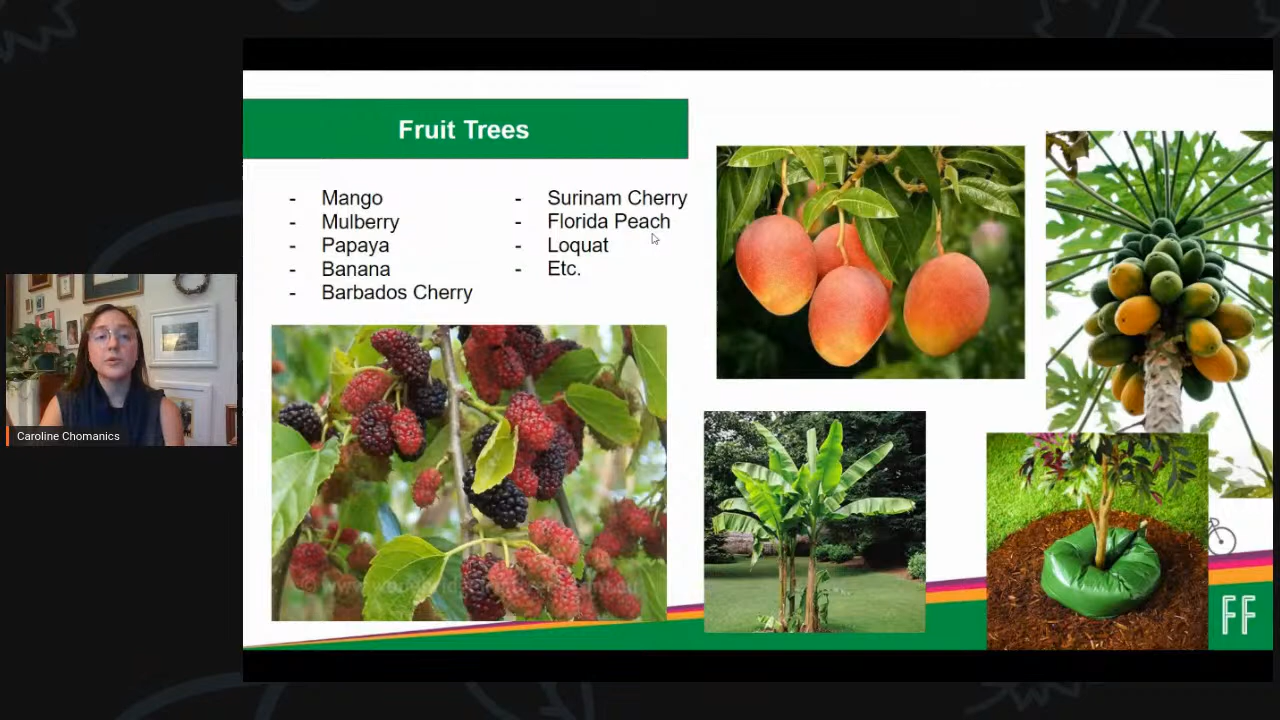 Fruit Trees
- Mango
- Mulberry
- Papaya
- Banana
- Barbados Cherry
- Surinam Cherry
- Florida Peach
- Loquat
- Etc.
Caroline Chomanics
FF